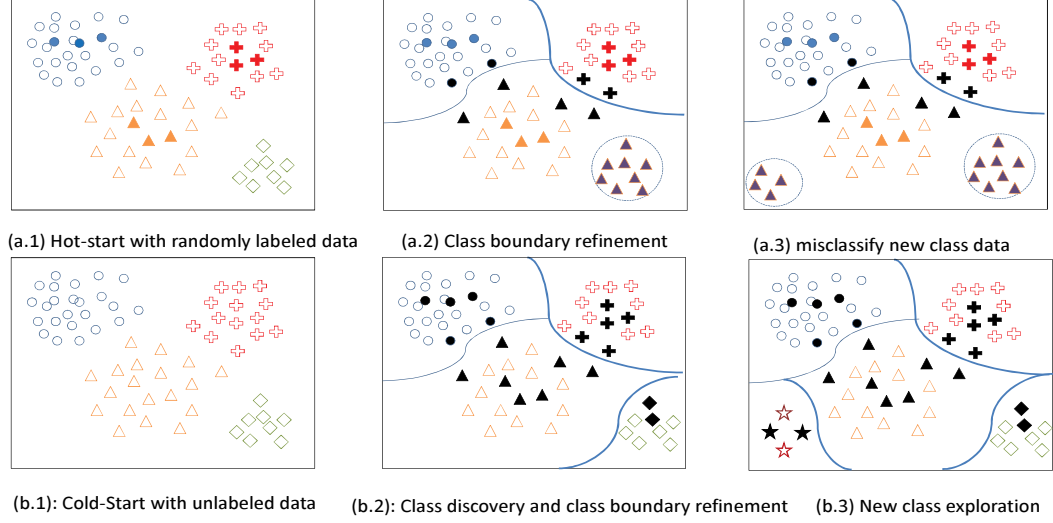 (a.1) Hot-start with randomly labeled data
(a.2) Class boundary refinement
(a.3) misclassify new class data
(b.1): Cold-Start with unlabeled data
(b.2): Class discovery and class boundary refinement
(b.3) New class exploration